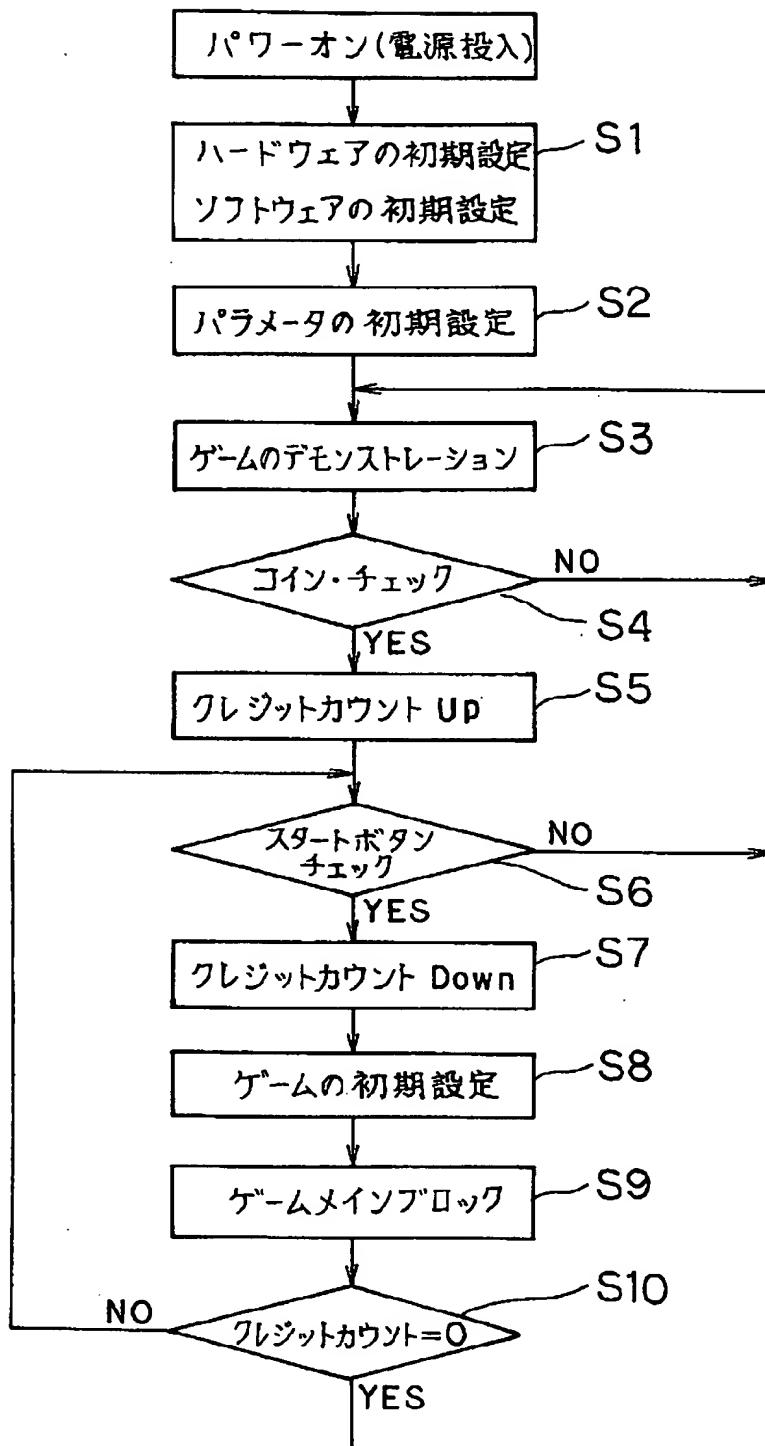 パワーオン(電源投入)
ハードウェアの初期設定
S1
ソフトウェアの初期設定
パラメータの初期設定
S2
ゲームのデモンストレーション
S3
コイン・チェック
NO
S4
YES
クレジットカウント Up
S5
スタートボタン
チェック
NO
S6
YES
クレジットカウント Down
S7
ゲームの初期設定
S8
ゲームメインブロック
S9
S10
NO
クレジットカウント=0
YES